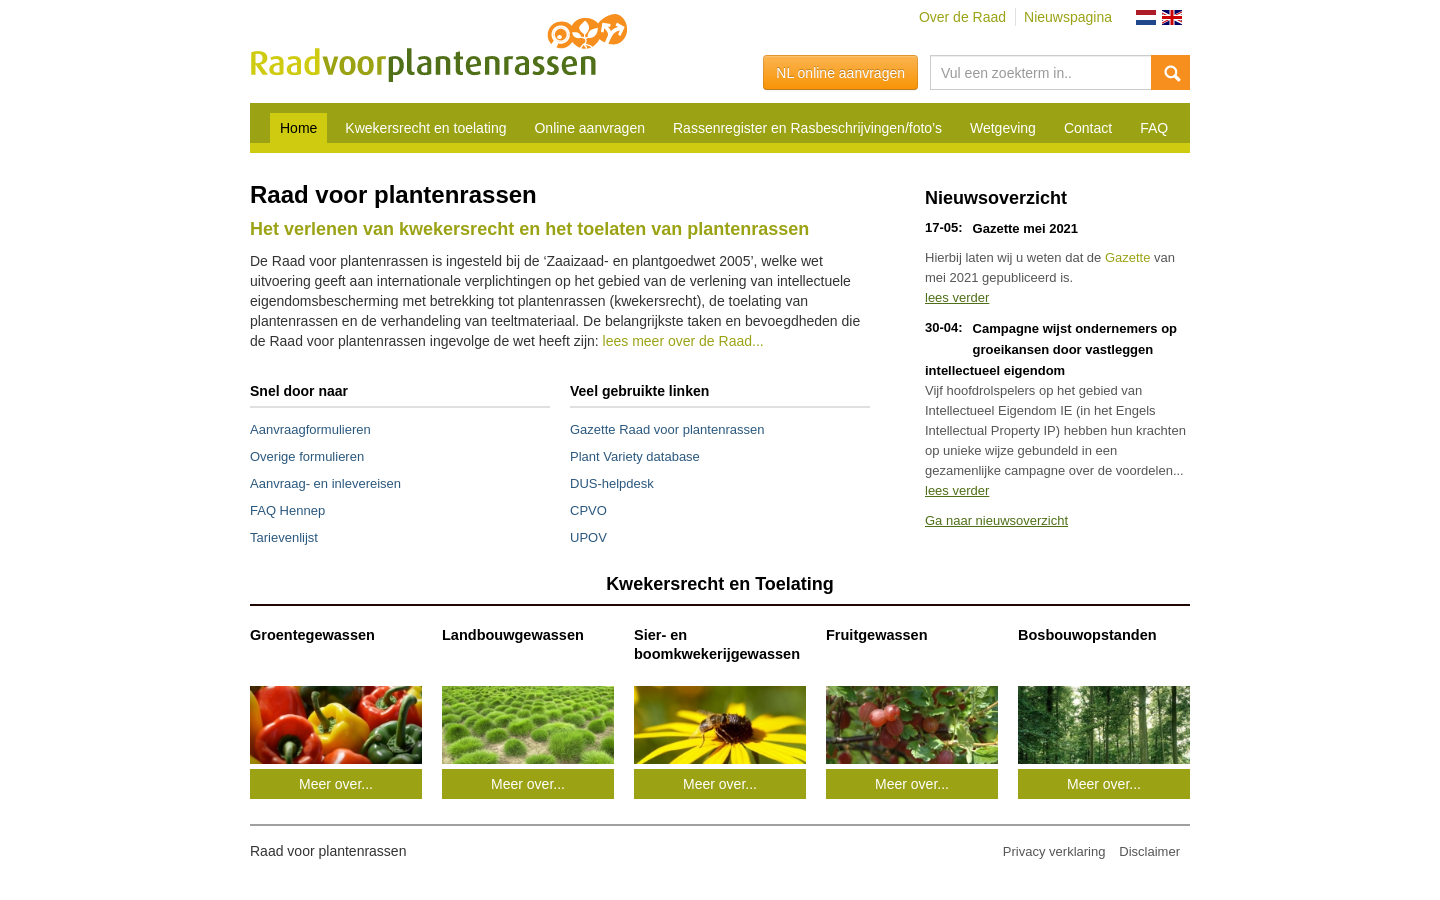 Over de Raad
Nieuwspagina
Raadvoorplantenrassen
NL online aanvragen
Vul een zoekterm in..
Home
Kwekersrecht en toelating
Online aanvragen
Rassenregister en Rasbeschrijvingen/foto's
Wetgeving
Contact
FAQ
Raad voor plantenrassen
Het verlenen van kwekersrecht en het toelaten van plantenrassen
De Raad voor plantenrassen is ingesteld bij de ‘Zaaizaad- en plantgoedwet 2005’, welke wet
uitvoering geeft aan internationale verplichtingen op het gebied van de verlening van intellectuele
eigendomsbescherming met betrekking tot plantenrassen (kwekersrecht), de toelating van
plantenrassen en de verhandeling van teeltmateriaal. De belangrijkste taken en bevoegdheden die
de Raad voor plantenrassen ingevolge de wet heeft zijn: lees meer over de Raad...
Snel door naar
Aanvraagformulieren
Overige formulieren
Aanvraag- en inlevereisen
FAQ Hennep
Tarievenlijst
Veel gebruikte linken
Gazette Raad voor plantenrassen
Plant Variety database
DUS-helpdesk
CPVO
UPOV
Nieuwsoverzicht
17-05: Gazette mei 2021
Hierbij laten wij u weten dat de Gazette van
mei 2021 gepubliceerd is.
lees verder
30-04: Campagne wijst ondernemers op
groeikansen door vastleggen
intellectueel eigendom
Vijf hoofdrolspelers op het gebied van
Intellectueel Eigendom IE (in het Engels
Intellectual Property IP) hebben hun krachten
op unieke wijze gebundeld in een
gezamenlijke campagne over de voordelen...
lees verder
Ga naar nieuwsoverzicht
Kwekersrecht en Toelating
Groentegewassen
Meer over...
Landbouwgewassen
Meer over...
Sier- en
boomkwekerijgewassen
Meer over...
Fruitgewassen
Meer over...
Bosbouwopstanden
Meer over...
Raad voor plantenrassen
Privacy verklaring
Disclaimer